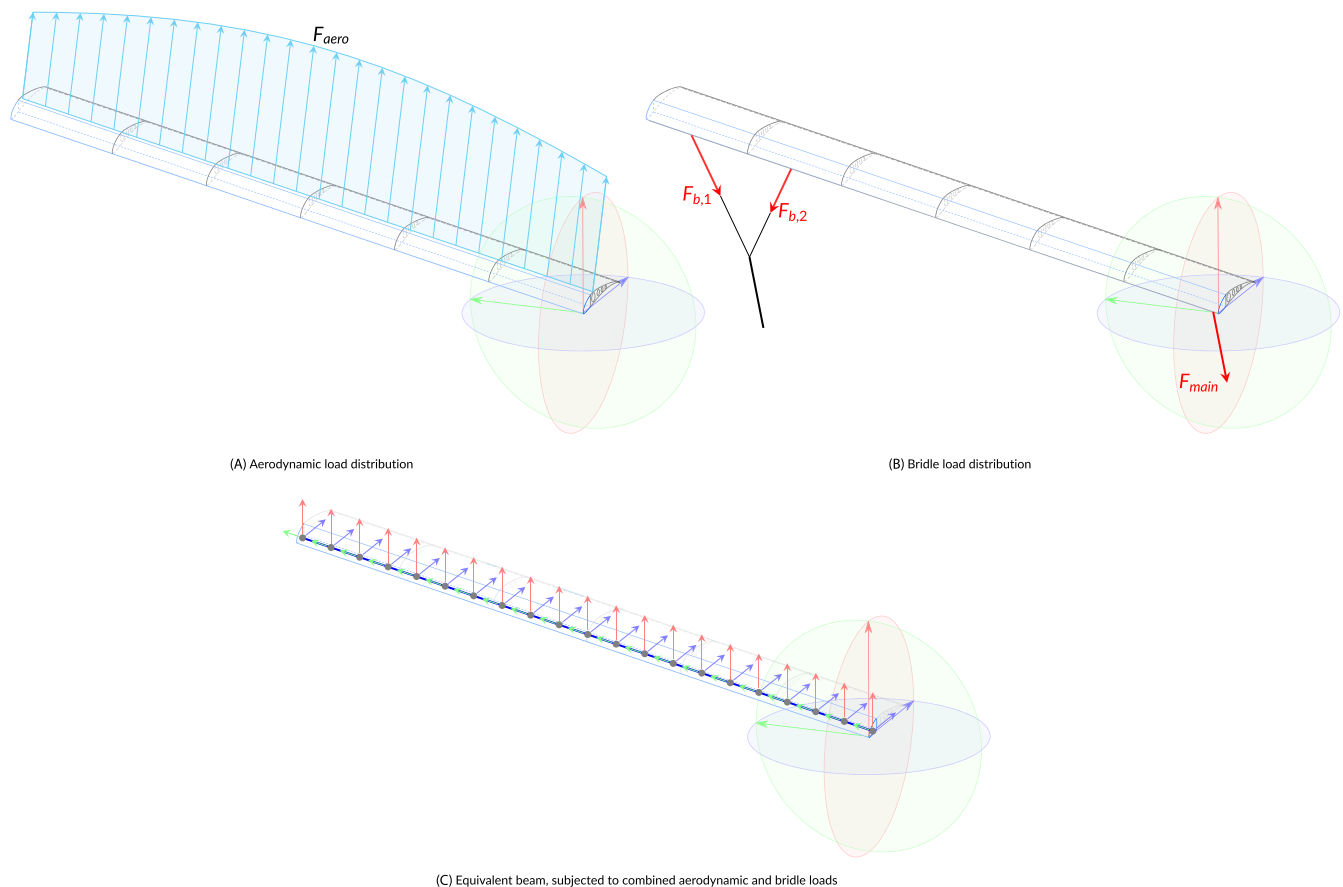 F_aero
F_b,1
F_b,2
F_main
(A) Aerodynamic load distribution
(B) Bridle load distribution
(C) Equivalent beam, subjected to combined aerodynamic and bridle loads